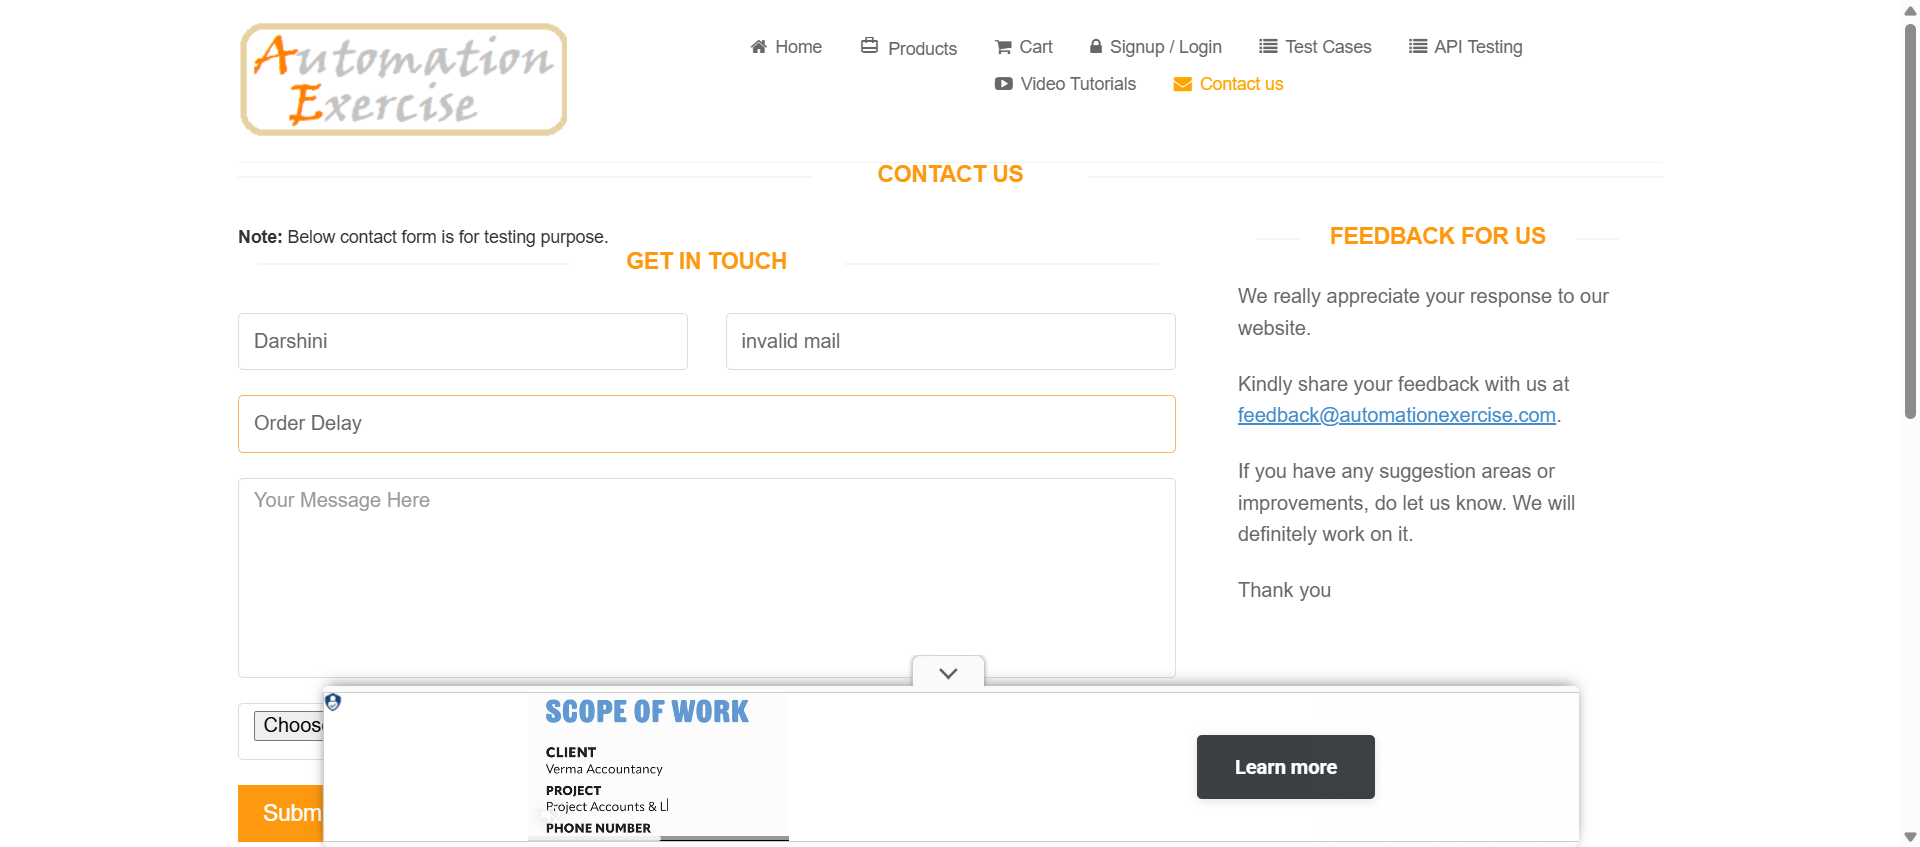 Automation
Exercise
Home
Products
Cart
Signup / Login
Test Cases
API Testing
Video Tutorials
Contact us
CONTACT US
Note: Below contact form is for testing purpose.
GET IN TOUCH
Darshini
invalid mail
Order Delay
Your Message Here
Choose
Subm
FEEDBACK FOR US
We really appreciate your response to our
website.
Kindly share your feedback with us at
feedback@automationexercise.com.
If you have any suggestion areas or
improvements, do let us know. We will
definitely work on it.
Thank you
SCOPE OF WORK
CLIENT
Verma Accountancy
PROJECT
Project Accounts & L
PHONE NUMBER
Learn more